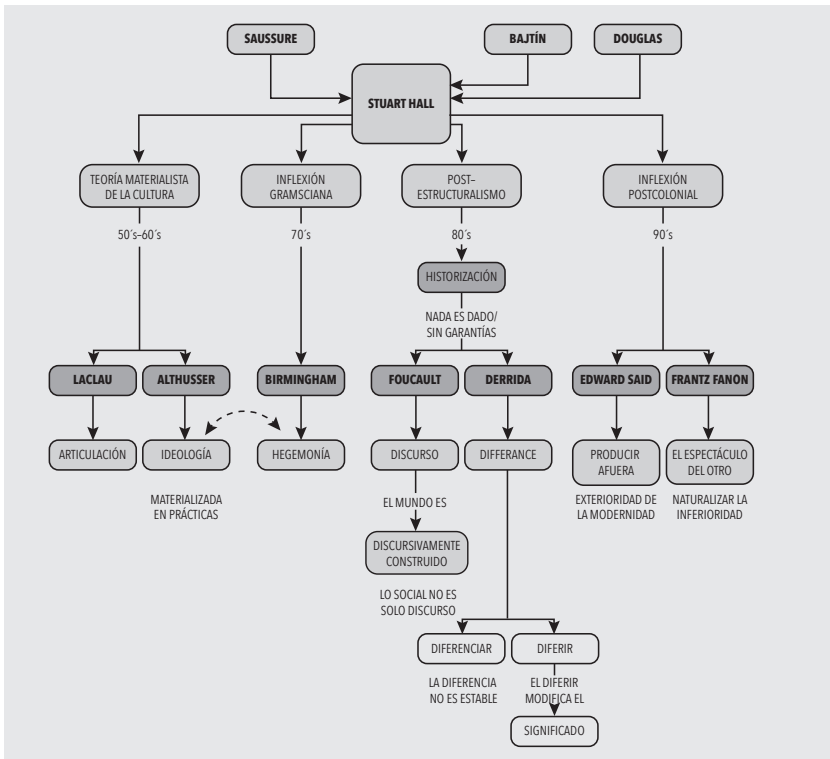 SAUSSURE
BAJTÍN
DOUGLAS
STUART HALL
TEORÍA MATERIALISTA
DE LA CULTURA
INFLEXIÓN
GRAMSCIANA
POST-
ESTRUCTURALISMO
INFLEXIÓN
POSTCOLONIAL
50´s-60´s
70´s
80´s
90´s
HISTORIZACIÓN
NADA ES DADO/
SIN GARANTÍAS
LACLAU
ALTHUSSER
BIRMINGHAM
FOUCAULT
DERRIDA
EDWARD SAID
FRANTZ FANON
ARTICULACIÓN
IDEOLOGÍA
HEGEMONÍA
DISCURSO
DIFFERANCE
PRODUCIR
AFUERA
EL ESPECTÁCULO
DEL OTRO
MATERIALIZADA
EN PRÁCTICAS
EL MUNDO ES
EXTERIORIDAD DE
LA MODERNIDAD
NATURALIZAR LA
INFERIORIDAD
DISCURSIVAMENTE
CONSTRUIDO
LO SOCIAL NO ES
SOLO DISCURSO
DIFERENCIAR
DIFERIR
LA DIFERENCIA
NO ES ESTABLE
EL DIFERIR
MODIFICA EL
SIGNIFICADO